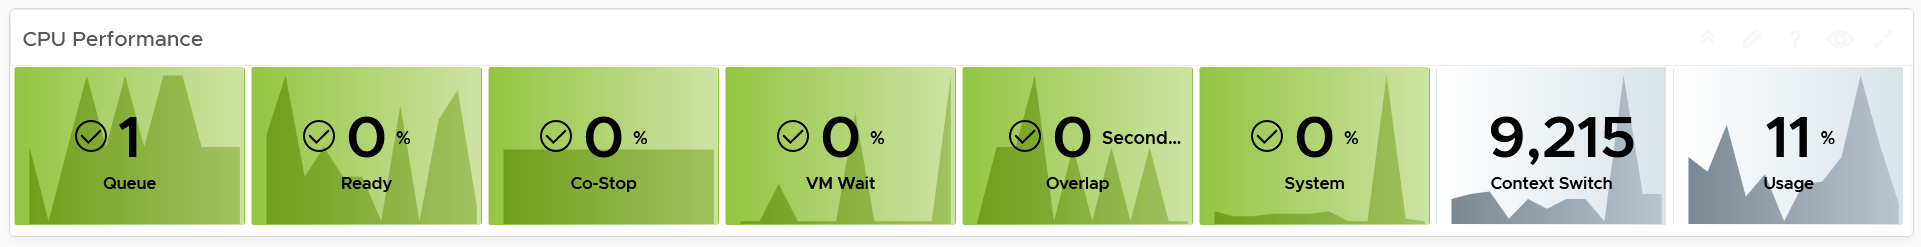 CPU Performance
?
1
Queue
0 %
Ready
0 %
Co-Stop
0 %
VM Wait
0 Second...
Overlap
0 %
System
9,215
Context Switch
11 %
Usage